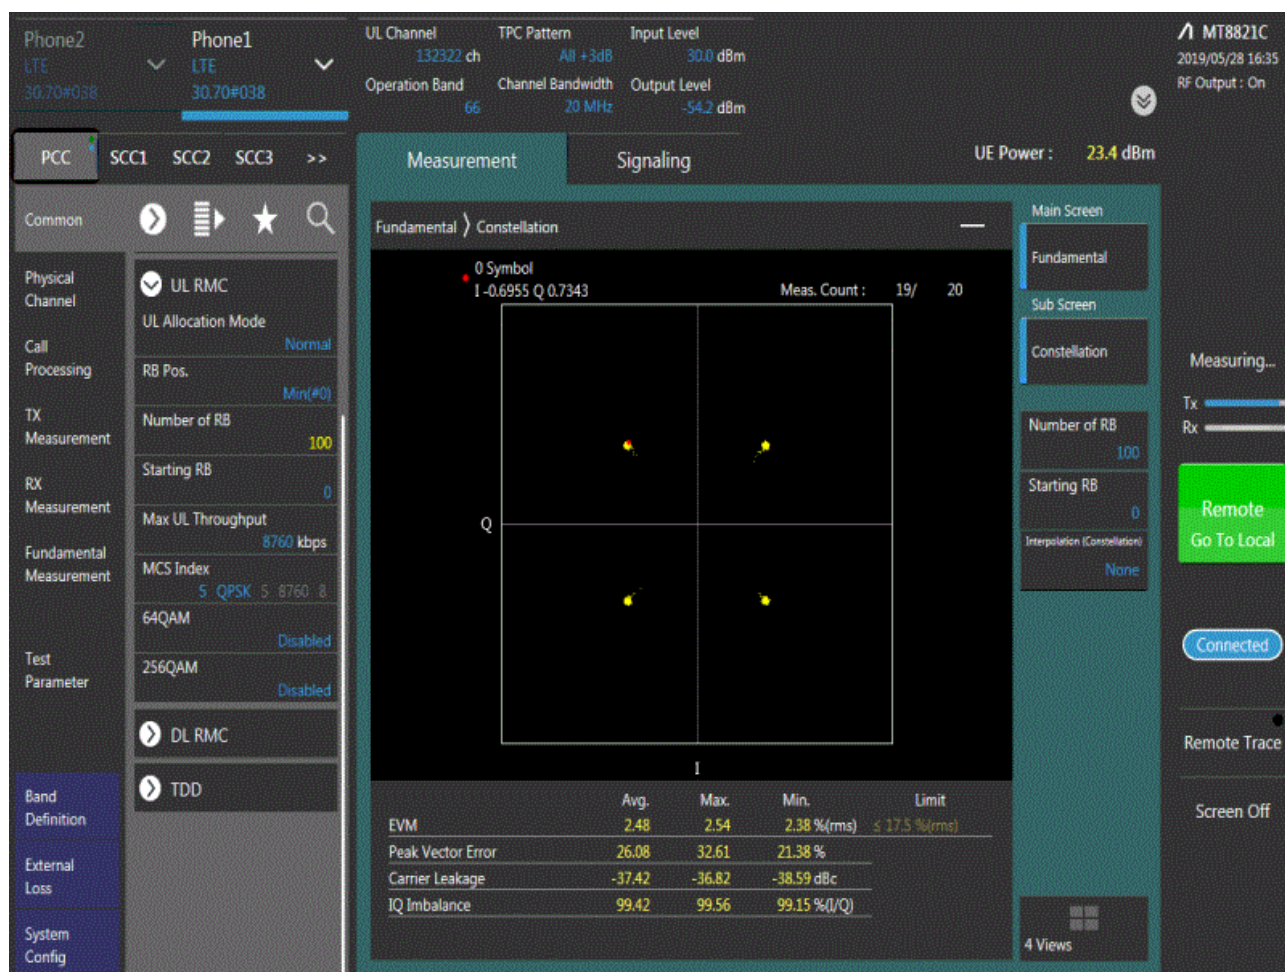 Phone2
LTE
30.70#038
Phone1
LTE
30.70#038
UL Channel
132322 ch
Operation Band
66
TPC Pattern
All +3dB
Channel Bandwidth
20 MHz
Input Level
30.0 dBm
Output Level
-54.2 dBm
MT8821C
2019/05/28 16:35
RF Output : On
PCC SCC1 SCC2 SCC3 >>
Measurement
Signaling
UE Power : 23.4 dBm
Common
Physical
Channel
Call
Processing
TX
Measurement
RX
Measurement
Fundamental
Measurement
Test
Parameter
Band
Definition
External
Loss
System
Config
UL RMC
UL Allocation Mode
Normal
RB Pos.
Min(#0)
Number of RB
100
Starting RB
0
Max UL Throughput
8760 kbps
MCS Index
5 QPSK 5 8760 8
64QAM
Disabled
256QAM
Disabled
DL RMC
TDD
Fundamental 〉Constellation
0 Symbol
I -0.6955 Q 0.7343
Meas. Count : 19/ 20
Q
I
Avg. Max. Min. Limit
EVM 2.48 2.54 2.38 %(rms) ≤ 17.5 %(rms)
Peak Vector Error 26.08 32.61 21.38 %
Carrier Leakage -37.42 -36.82 -38.59 dBc
IQ Imbalance 99.42 99.56 99.15 %(I/Q)
Main Screen
Fundamental
Sub Screen
Constellation
Number of RB
100
Starting RB
0
Interpolation (Constellation)
None
4 Views
Measuring...
Tx
Rx
Remote
Go To Local
Connected
Remote Trace
Screen Off